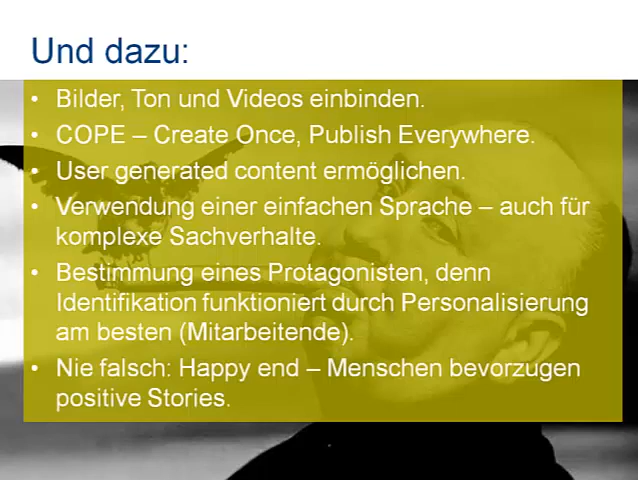 Und dazu:
• Bilder, Ton und Videos einbinden.
• COPE – Create Once, Publish Everywhere.
• User generated content ermöglichen.
• Verwendung einer einfachen Sprache – auch für
komplexe Sachverhalte.
• Bestimmung eines Protagonisten, denn
Identifikation funktioniert durch Personalisierung
am besten (Mitarbeitende).
• Nie falsch: Happy end – Menschen bevorzugen
positive Stories.